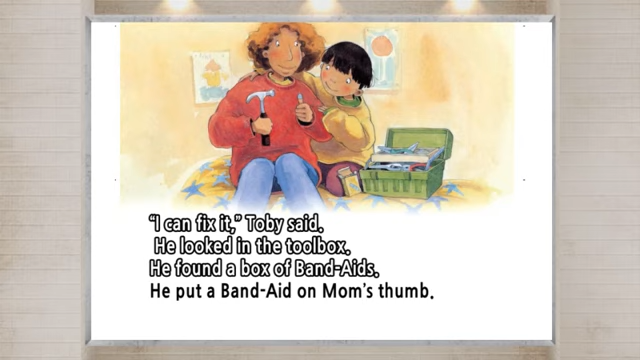 “I can fix it,” Toby said.
He looked in the toolbox.
He found a box of Band-Aids.
He put a Band-Aid on Mom’s thumb.